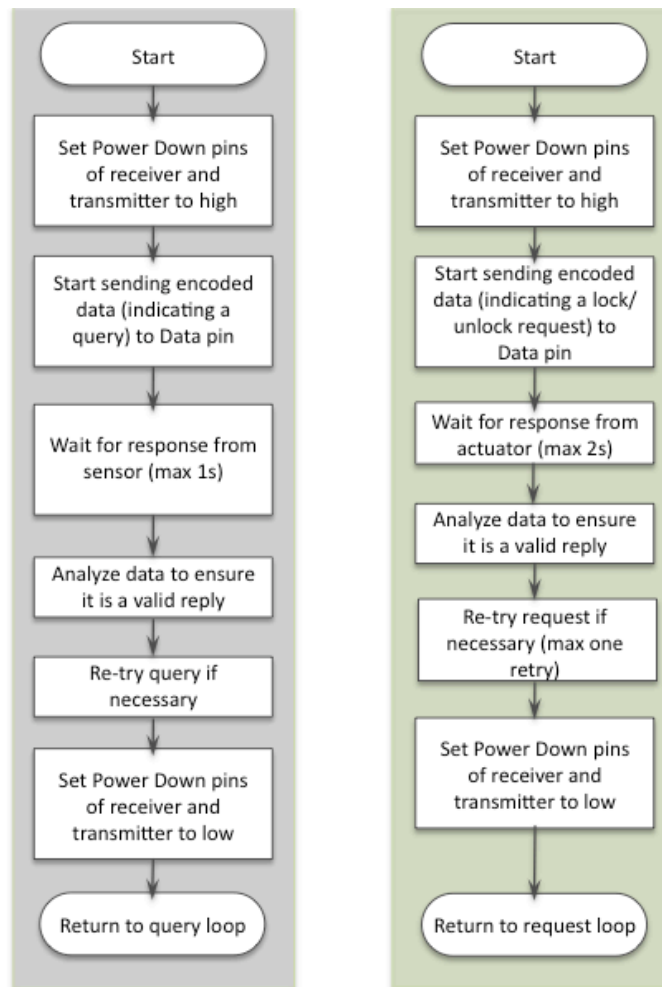 Start
Set Power Down pins
of receiver and
transmitter to high
Start sending encoded
data (indicating a
query) to Data pin
Wait for response from
sensor (max 1s)
Analyze data to ensure
it is a valid reply
Re-try query if
necessary
Set Power Down pins
of receiver and
transmitter to low
Return to query loop
Start
Set Power Down pins
of receiver and
transmitter to high
Start sending encoded
data (indicating a lock/
unlock request) to
Data pin
Wait for response from
actuator (max 2s)
Analyze data to ensure
it is a valid reply
Re-try request if
necessary (max one
retry)
Set Power Down pins
of receiver and
transmitter to low
Return to request loop